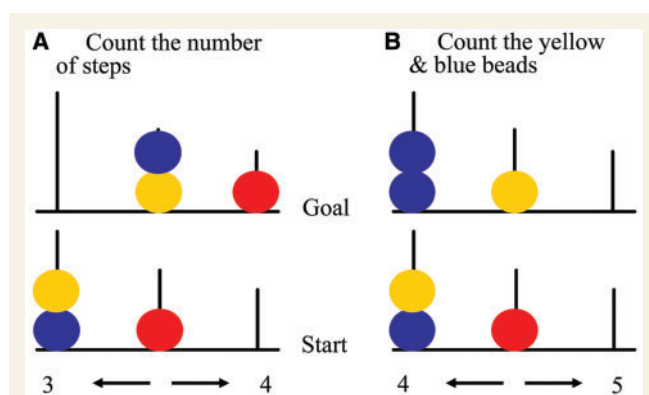 A Count the number
of steps
B Count the yellow
& blue beads
Goal
Start
3 4
4 5